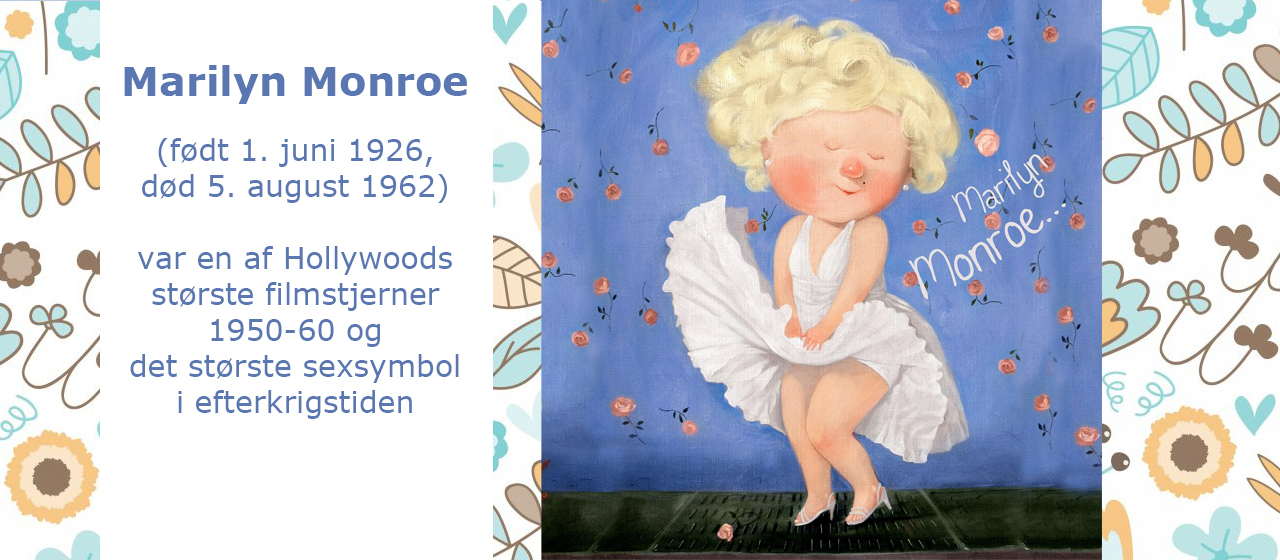 Marilyn Monroe
(født 1. juni 1926,
død 5. august 1962)
var en af Hollywoods
største filmstjerner
1950-60 og
det største sexsymbol
i efterkrigstiden
Marilyn
Monroe...